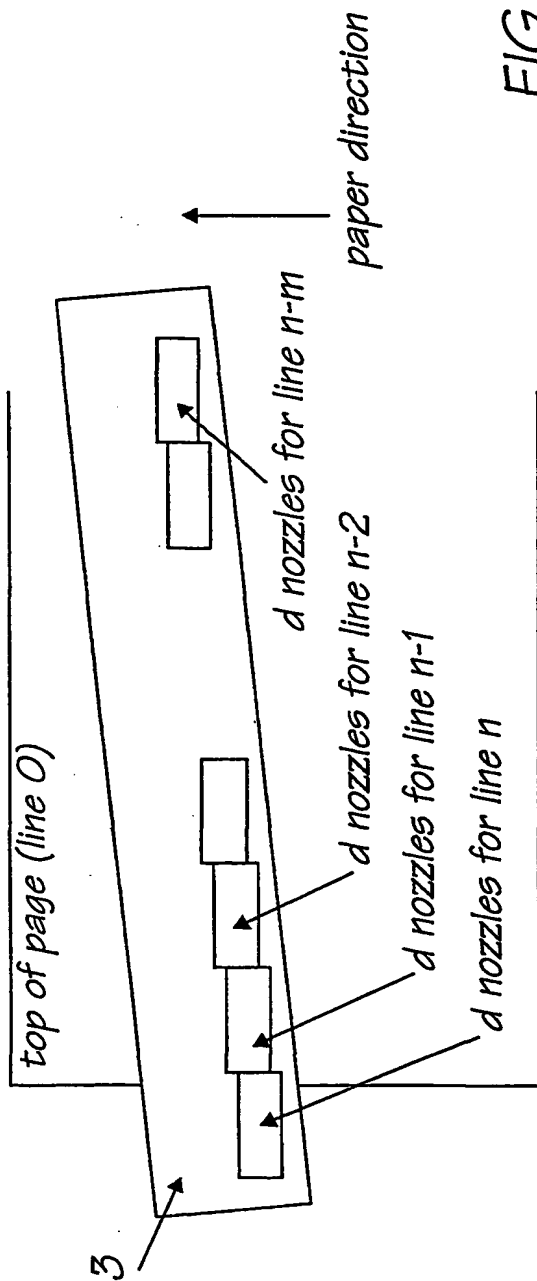 top of page (line 0)
3
paper direction
d nozzles for line n-m
d nozzles for line n-2
d nozzles for line n-1
d nozzles for line n
FIG